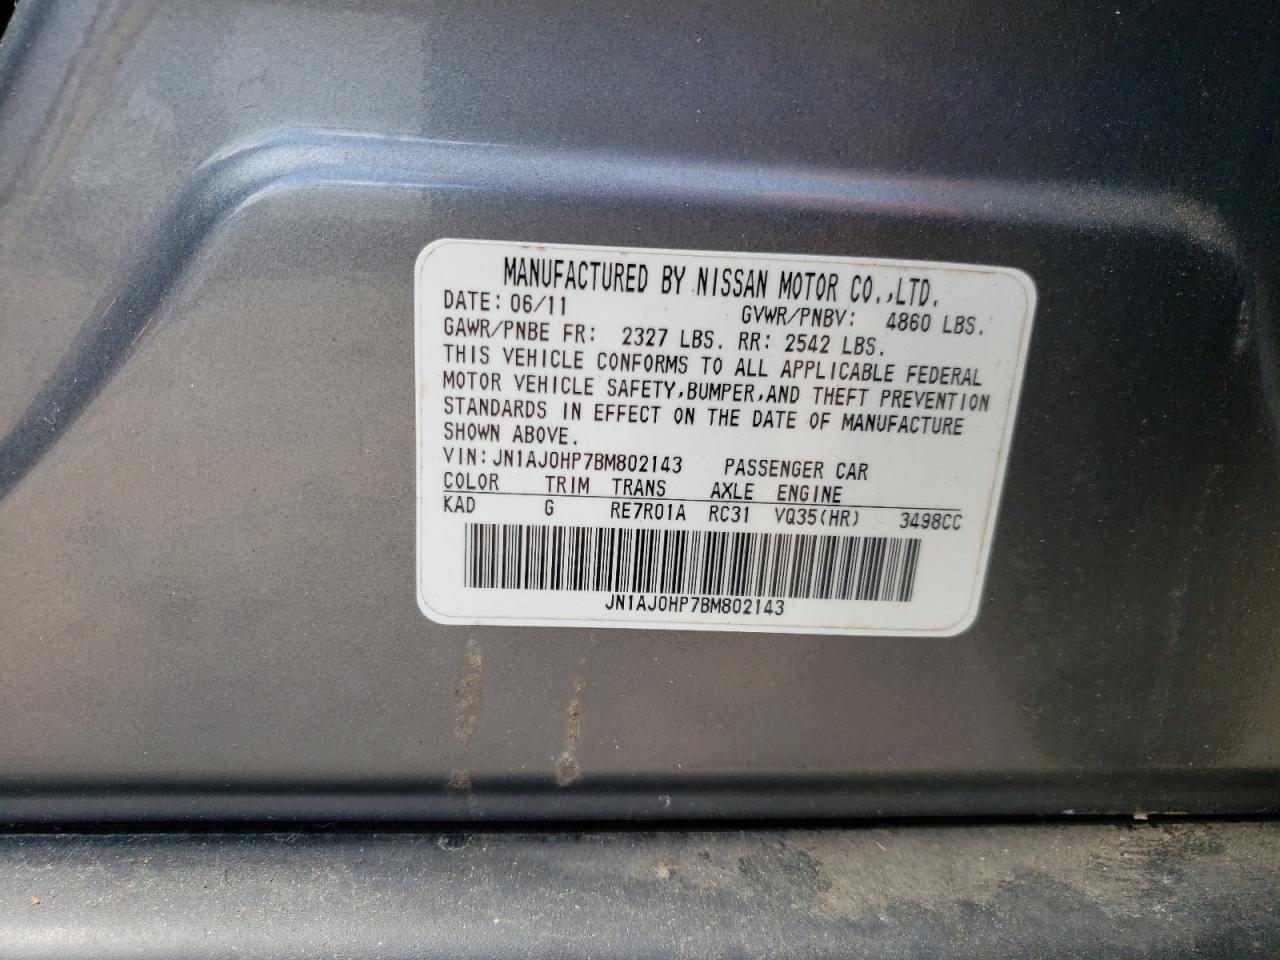 MANUFACTURED BY NISSAN MOTOR CO.,LTD.
DATE: 06/11 GVWR/PNBV: 4860 LBS.
GAWR/PNBE FR: 2327 LBS. RR: 2542 LBS.
THIS VEHICLE CONFORMS TO ALL APPLICABLE FEDERAL
MOTOR VEHICLE SAFETY,BUMPER,AND THEFT PREVENTION
STANDARDS IN EFFECT ON THE DATE OF MANUFACTURE
SHOWN ABOVE.
VIN:JN1AJ0HP7BM802143 PASSENGER CAR
COLOR TRIM TRANS AXLE ENGINE
KAD G RE7R01A RC31 VQ35(HR) 3498CC
JN1AJ0HP7BM802143